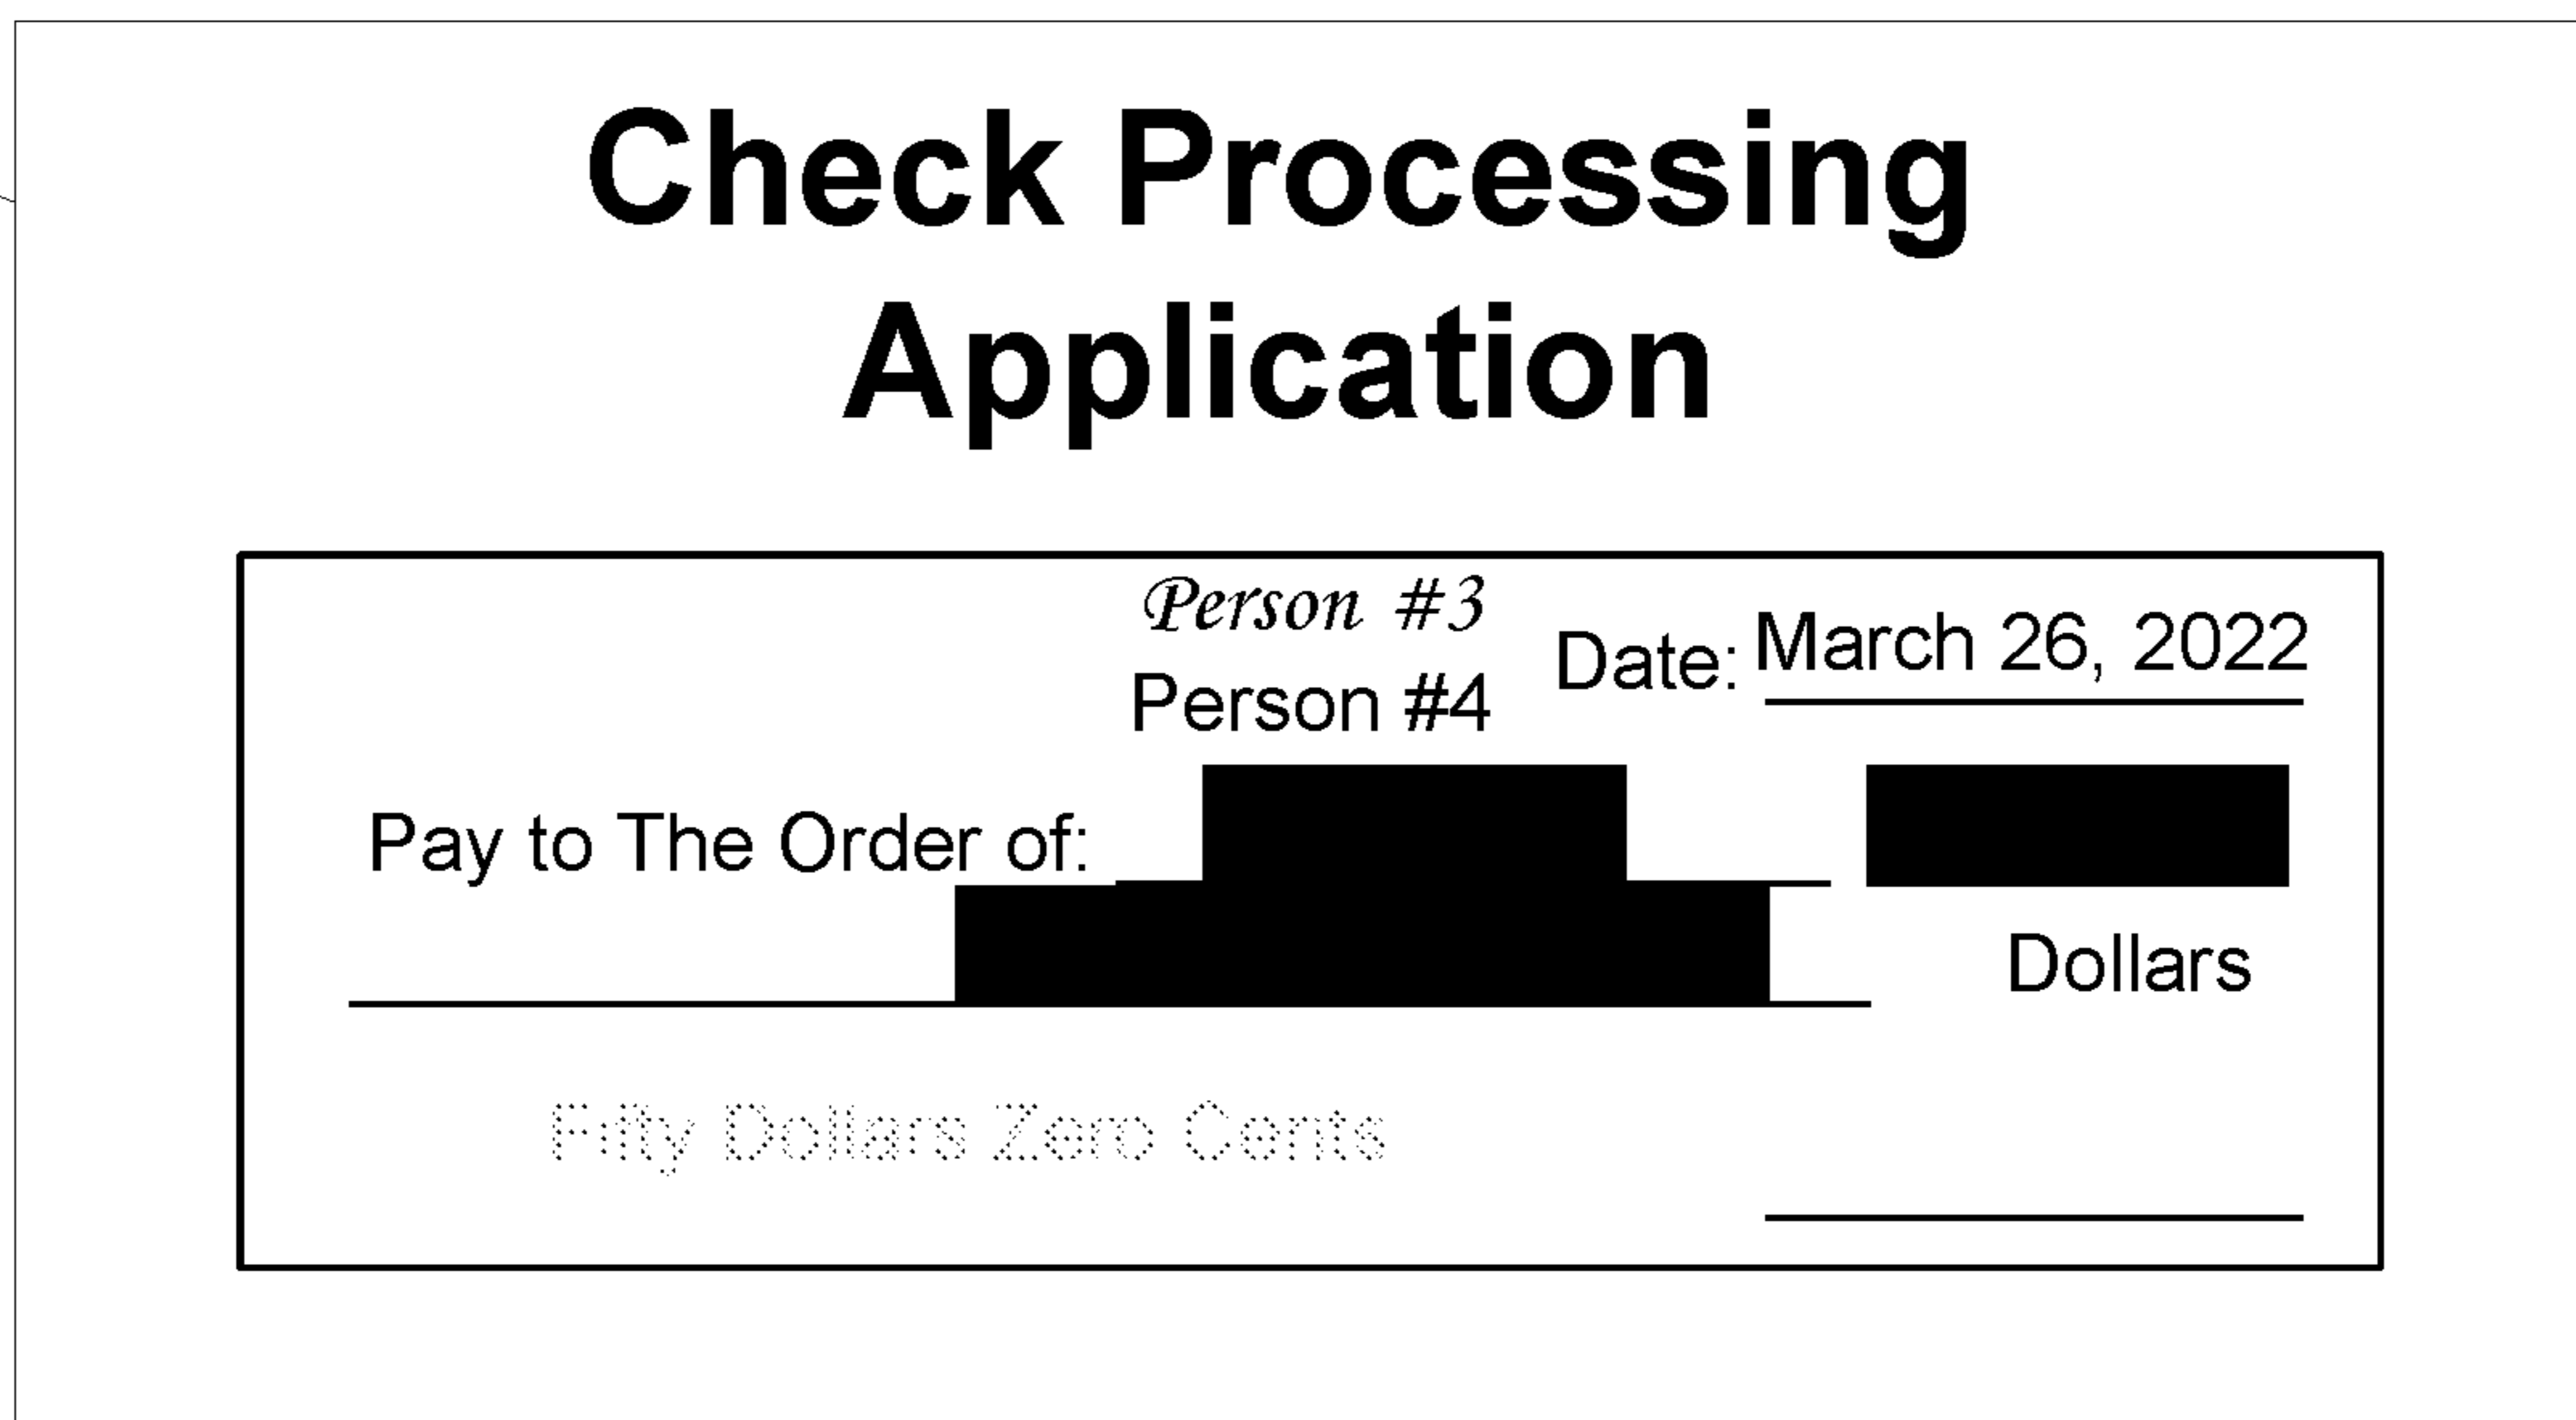 Check Processing
Application
Person #3
Date: March 26, 2022
Person #4
Pay to The Order of:
Dollars
Fifty Dollars Zero Cents